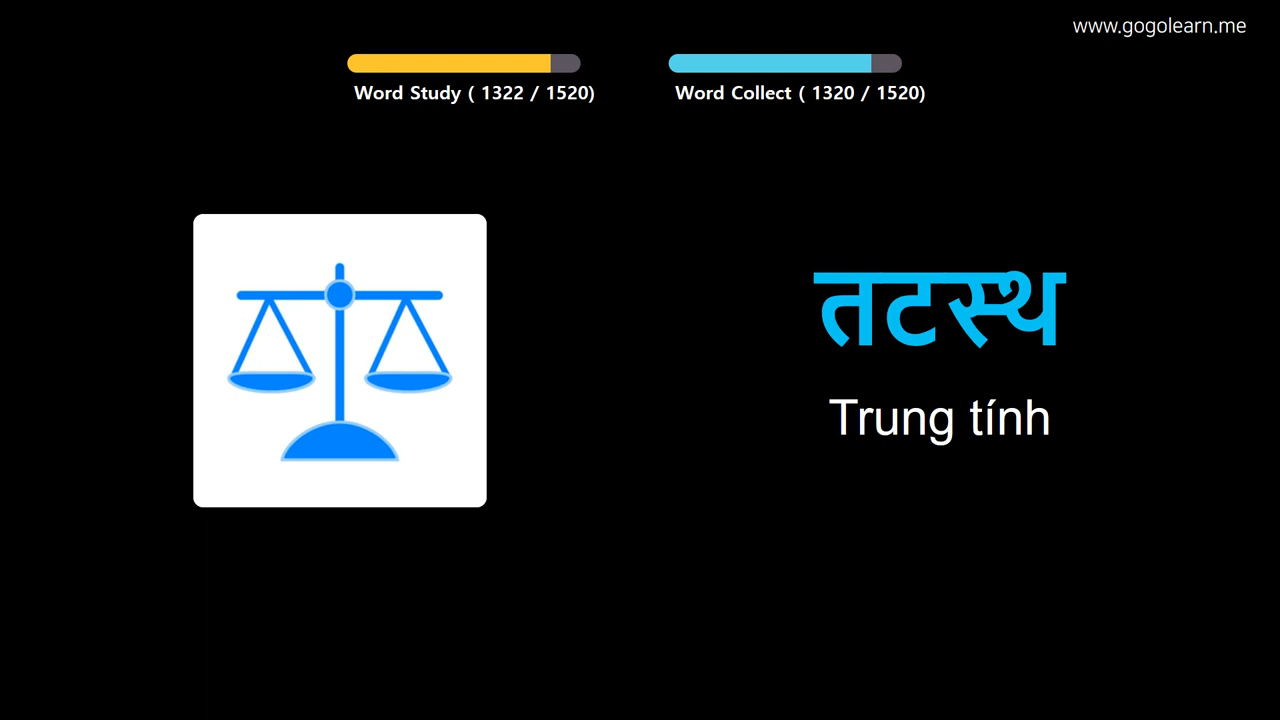 www.gogolearn.me
Word Study ( 1322 / 1520)
Word Collect ( 1320 / 1520)
तटस्थ
Trung tính